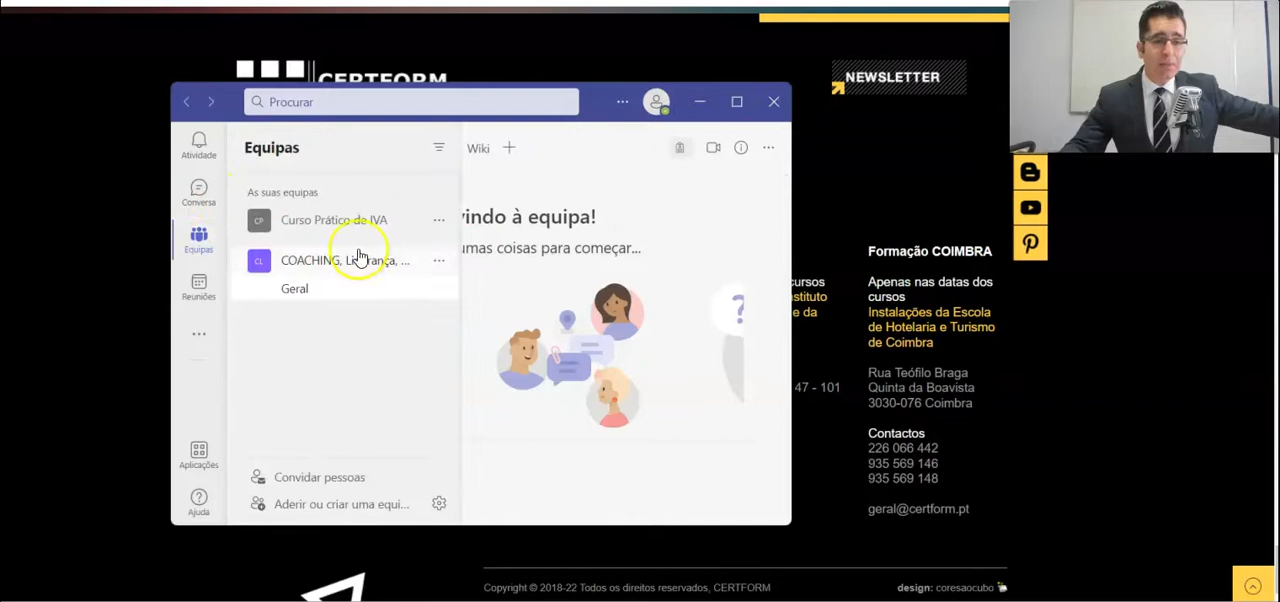 CERTFORM
NEWSLETTER
Procurar
Atividade
Conversa
Equipas
Reuniões
Aplicações
Ajuda
Equipas
As suas equipas
CP
Curso Prático de IVA
CL
COACHING, Liderança, ...
Geral
Convidar pessoas
Aderir ou criar uma equi...
Wiki
vindo à equipa!
umas coisas para começar...
cursos
stituto
e da
47 - 101
Formação COIMBRA
Apenas nas datas dos
cursos
Instalações da Escola
de Hotelaria e Turismo
de Coimbra
Rua Teófilo Braga
Quinta da Boavista
3030-076 Coimbra
Contactos
226 066 442
935 569 146
935 569 148
geral@certform.pt
Copyright © 2018-22 Todos os direitos reservados, CERTFORM
design: coresaocubo